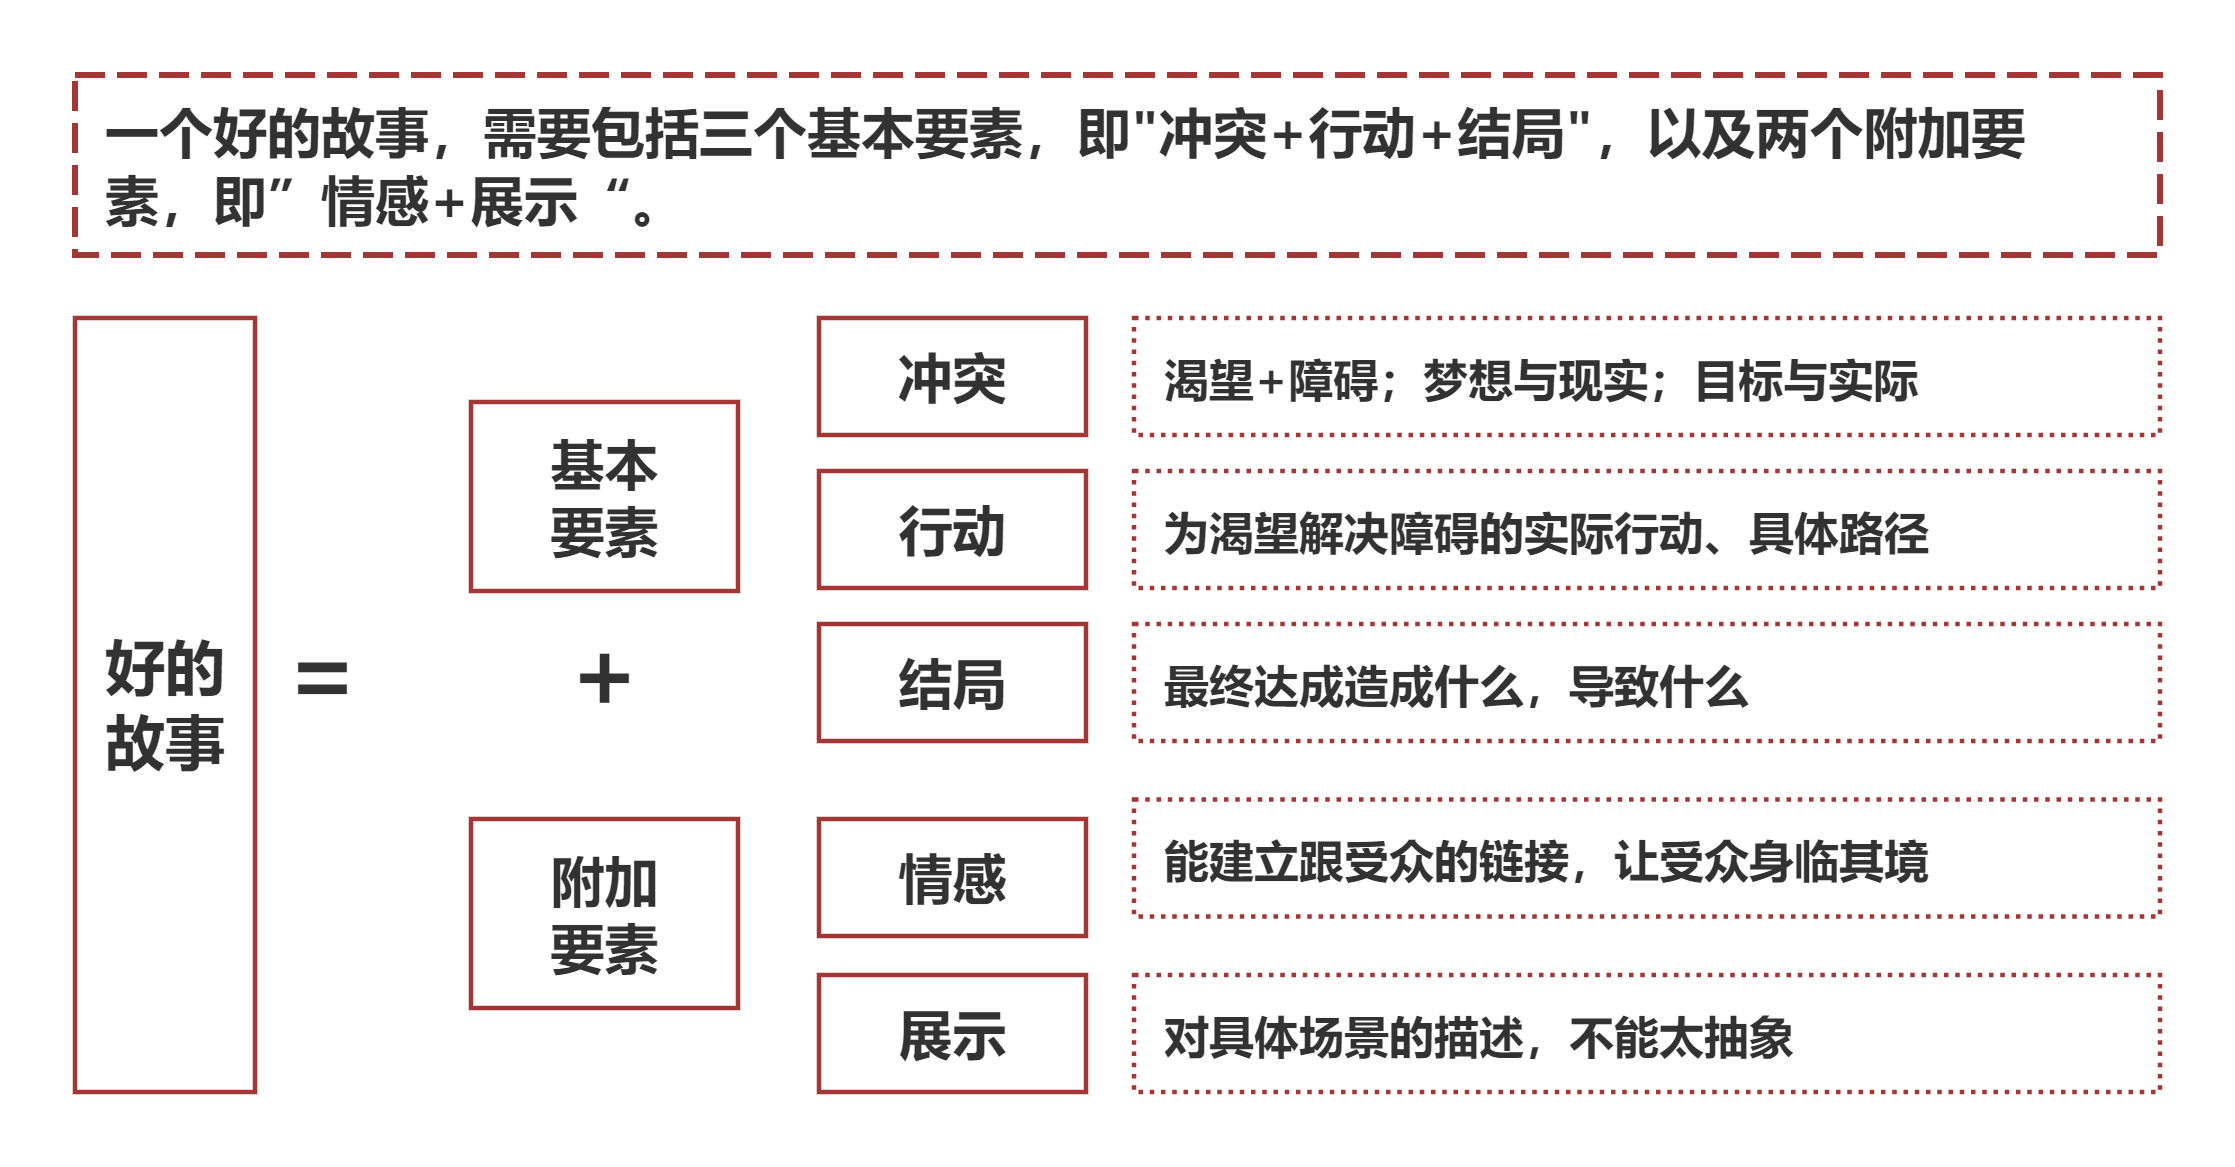 一个好的故事，需要包括三个基本要素，即"冲突+行动+结局"，以及两个附加要
素，即”情感+展示“。
好的
故事
=
基本
要素
+
附加
要素
冲突
渴望+障碍；梦想与现实；目标与实际
行动
为渴望解决障碍的实际行动、具体路径
结局
最终达成造成什么，导致什么
情感
能建立跟受众的链接，让受众身临其境
展示
对具体场景的描述，不能太抽象